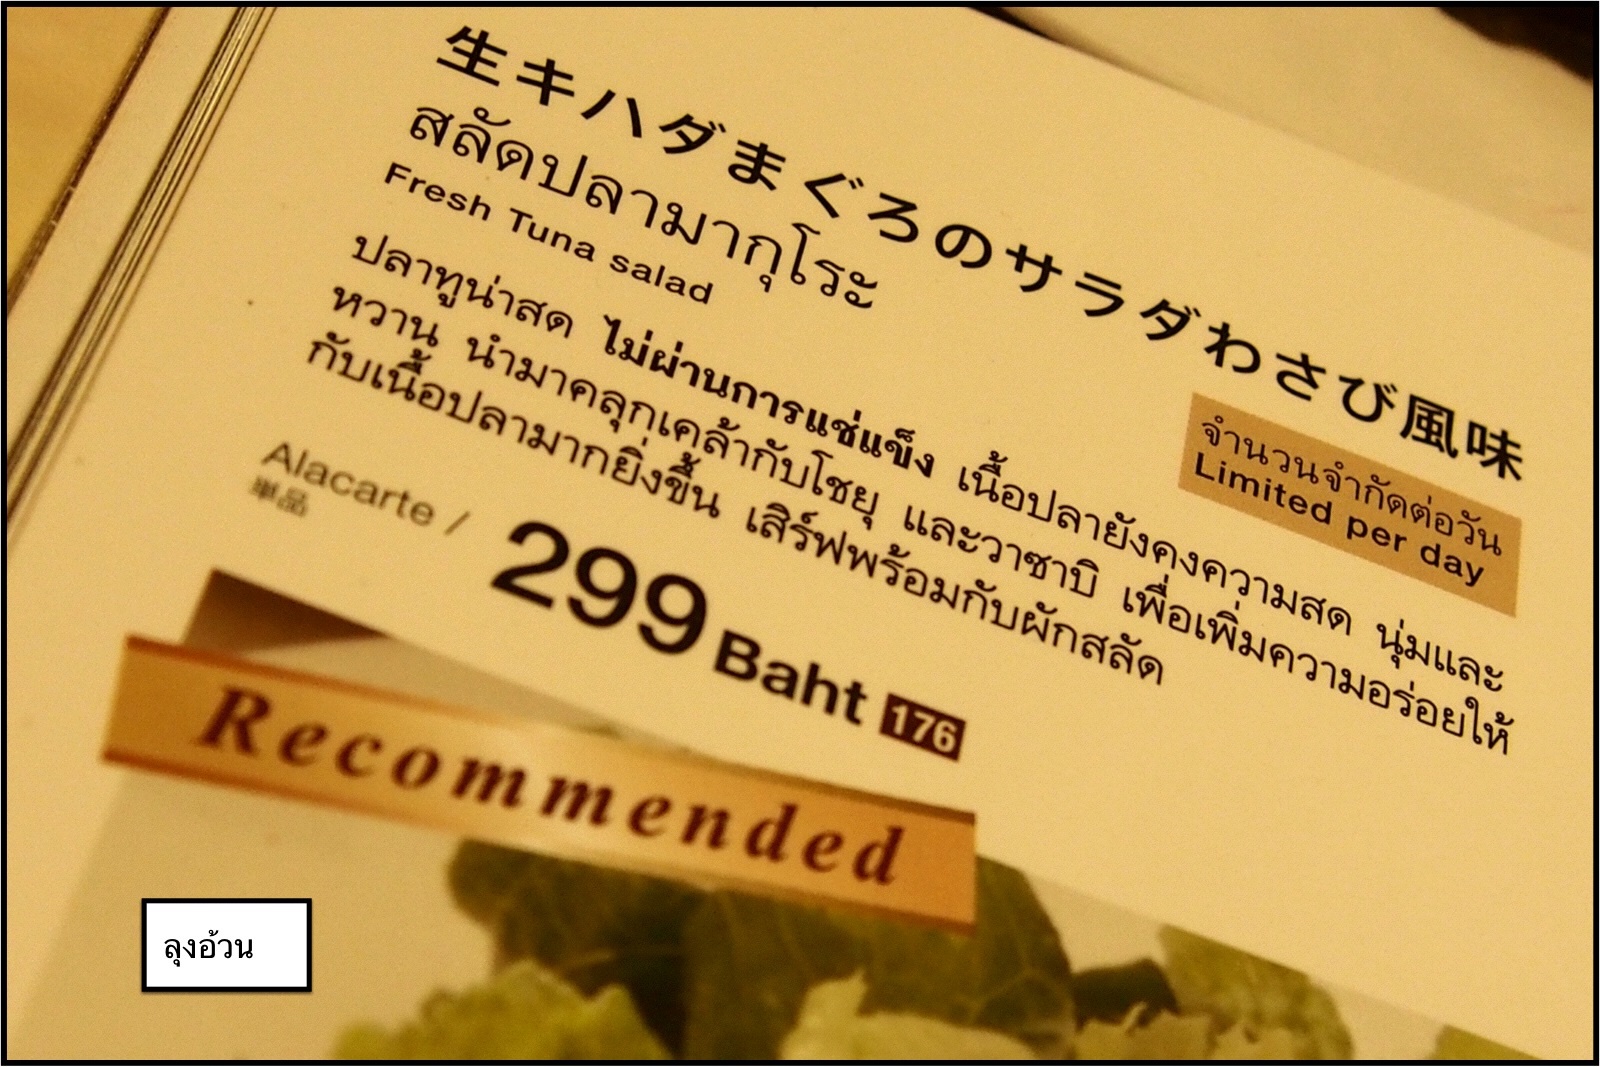 生キハダまぐろのサラダわさび風味
สลัดปลามากุโระ
Fresh Tuna salad
จำนวนจำกัดต่อวัน
Limited per day
ปลาทูน่าสด ไม่ผ่านการแช่แข็ง เนื้อปลายังคงความสด นุ่มและ
หวาน นำมาคลุกเคล้ากับโชยุ และวาซาบิ เพื่อเพิ่มความอร่อยให้
กับเนื้อปลามากยิ่งขึ้น เสิร์ฟพร้อมกับผักสลัด
Alacarte /
単品
299 Baht 176
Recommended
ลุงอ้วน